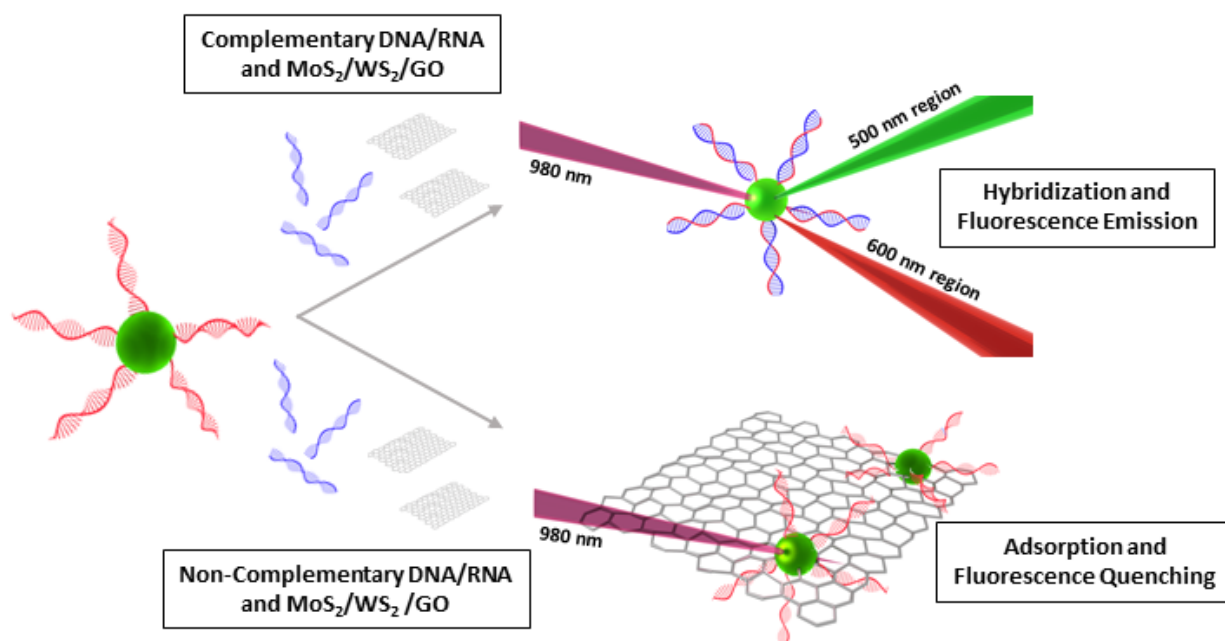 Complementary DNA/RNA
and MoS₂/WS₂/GO
980 nm
500 nm region
600 nm region
Hybridization and
Fluorescence Emission
Non-Complementary DNA/RNA
and MoS₂/WS₂ /GO
980 nm
Adsorption and
Fluorescence Quenching